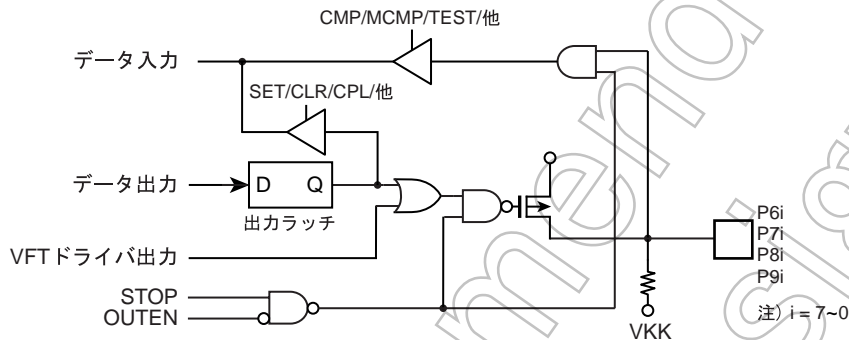 CMP/MCMP/TEST/他
データ入力
SET/CLR/CPL/他
データ出力
D Q
出力ラッチ
P6i
P7i
P8i
P9i
VFTドライバ出力
STOP
OUTEN
VKK
注) i = 7~0